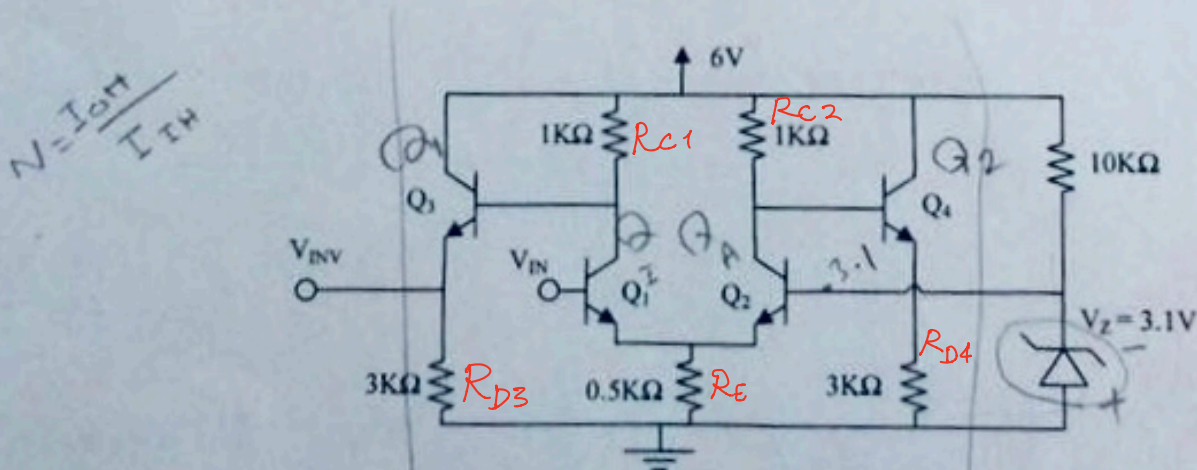 N = IOH / IIH
6V
1KΩ RC1
RC2
1KΩ
10KΩ
Q3
Q2
Q4
VINV
VIN
Q1
Q2
3.1
VZ = 3.1V
3KΩ RD3
0.5KΩ RE
3KΩ RD4
+